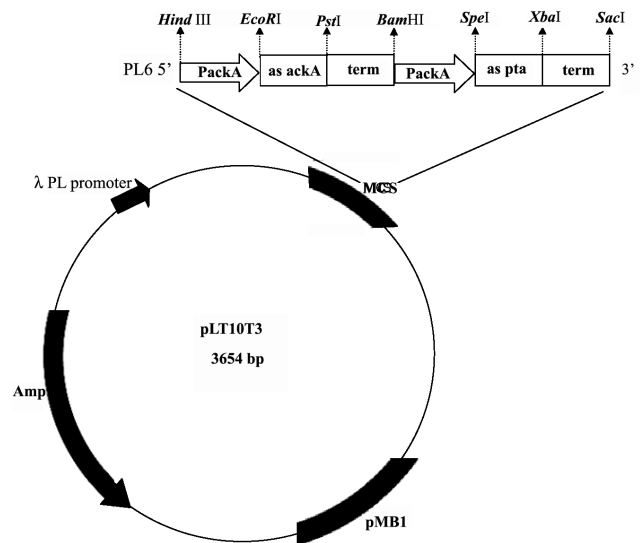 Hind III EcoRI PstI BamHI SpeI XbaI SacI
PL6 5’ PackA as ackA term PackA as pta term 3’
λ PL promoter
MCS
pLT10T3
3654 bp
Amp
pMB1